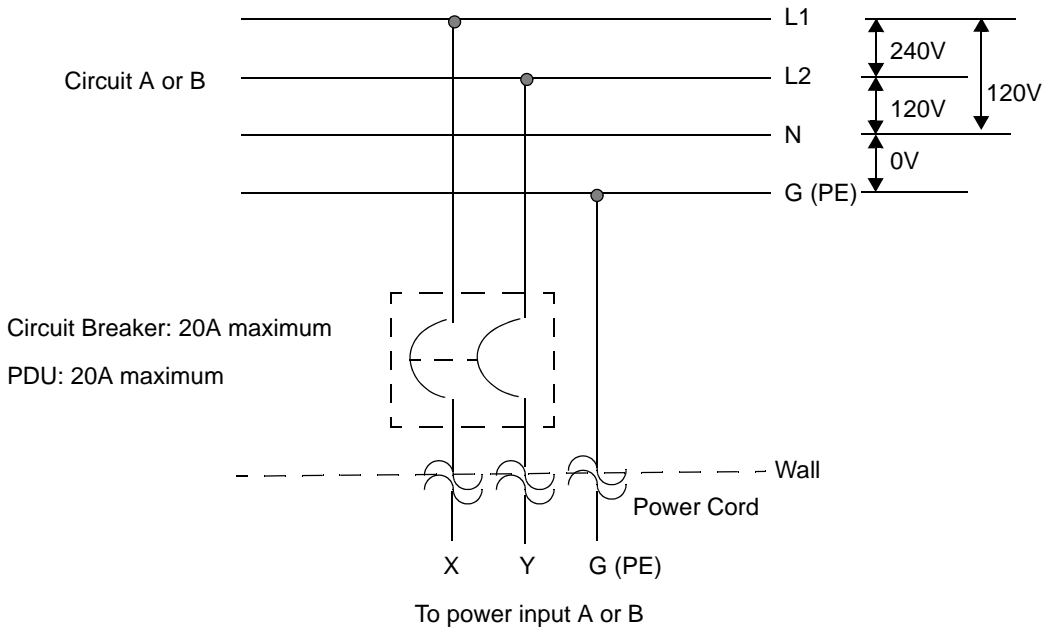 L1
240V
Circuit A or B
L2
120V
120V
N
0V
G (PE)
Circuit Breaker: 20A maximum
PDU: 20A maximum
Wall
Power Cord
X Y G (PE)
To power input A or B